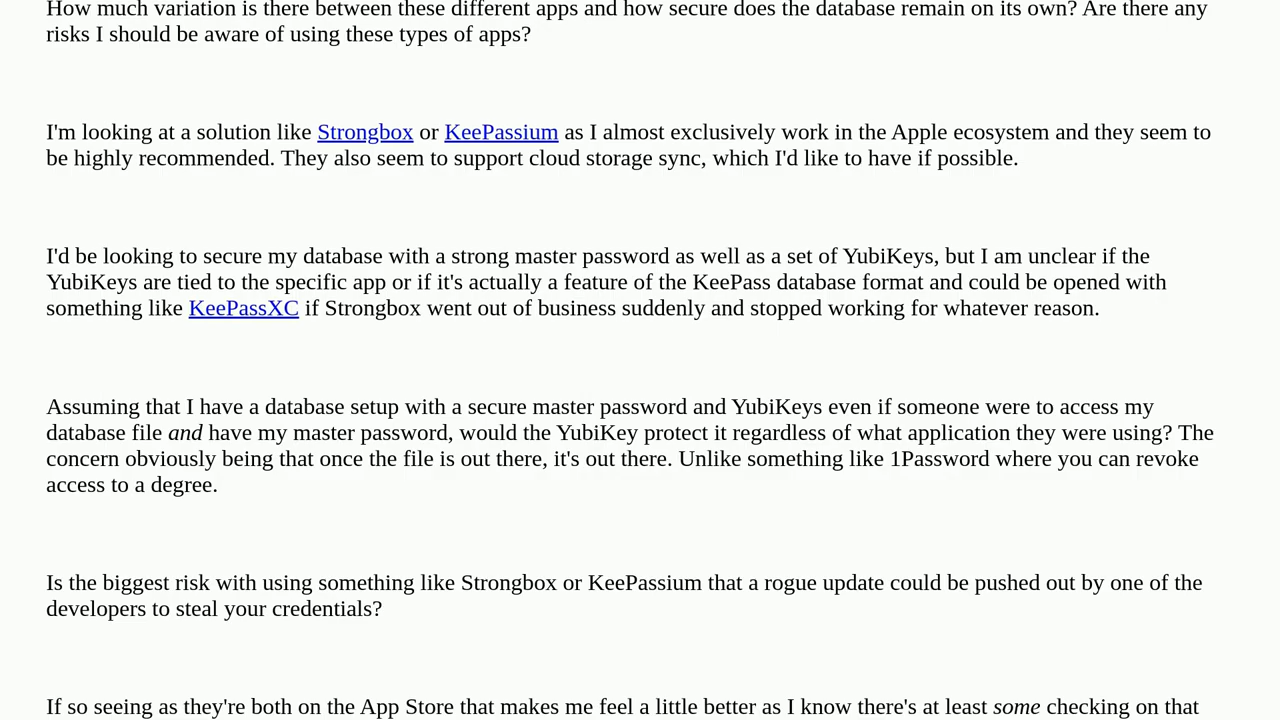 How much variation is there between these different apps and how secure does the database remain on its own? Are there any
risks I should be aware of using these types of apps?
I'm looking at a solution like Strongbox or KeePassium as I almost exclusively work in the Apple ecosystem and they seem to
be highly recommended. They also seem to support cloud storage sync, which I'd like to have if possible.
I'd be looking to secure my database with a strong master password as well as a set of YubiKeys, but I am unclear if the
YubiKeys are tied to the specific app or if it's actually a feature of the KeePass database format and could be opened with
something like KeePassXC if Strongbox went out of business suddenly and stopped working for whatever reason.
Assuming that I have a database setup with a secure master password and YubiKeys even if someone were to access my
database file and have my master password, would the YubiKey protect it regardless of what application they were using? The
concern obviously being that once the file is out there, it's out there. Unlike something like 1Password where you can revoke
access to a degree.
Is the biggest risk with using something like Strongbox or KeePassium that a rogue update could be pushed out by one of the
developers to steal your credentials?
If so seeing as they're both on the App Store that makes me feel a little better as I know there's at least some checking on that